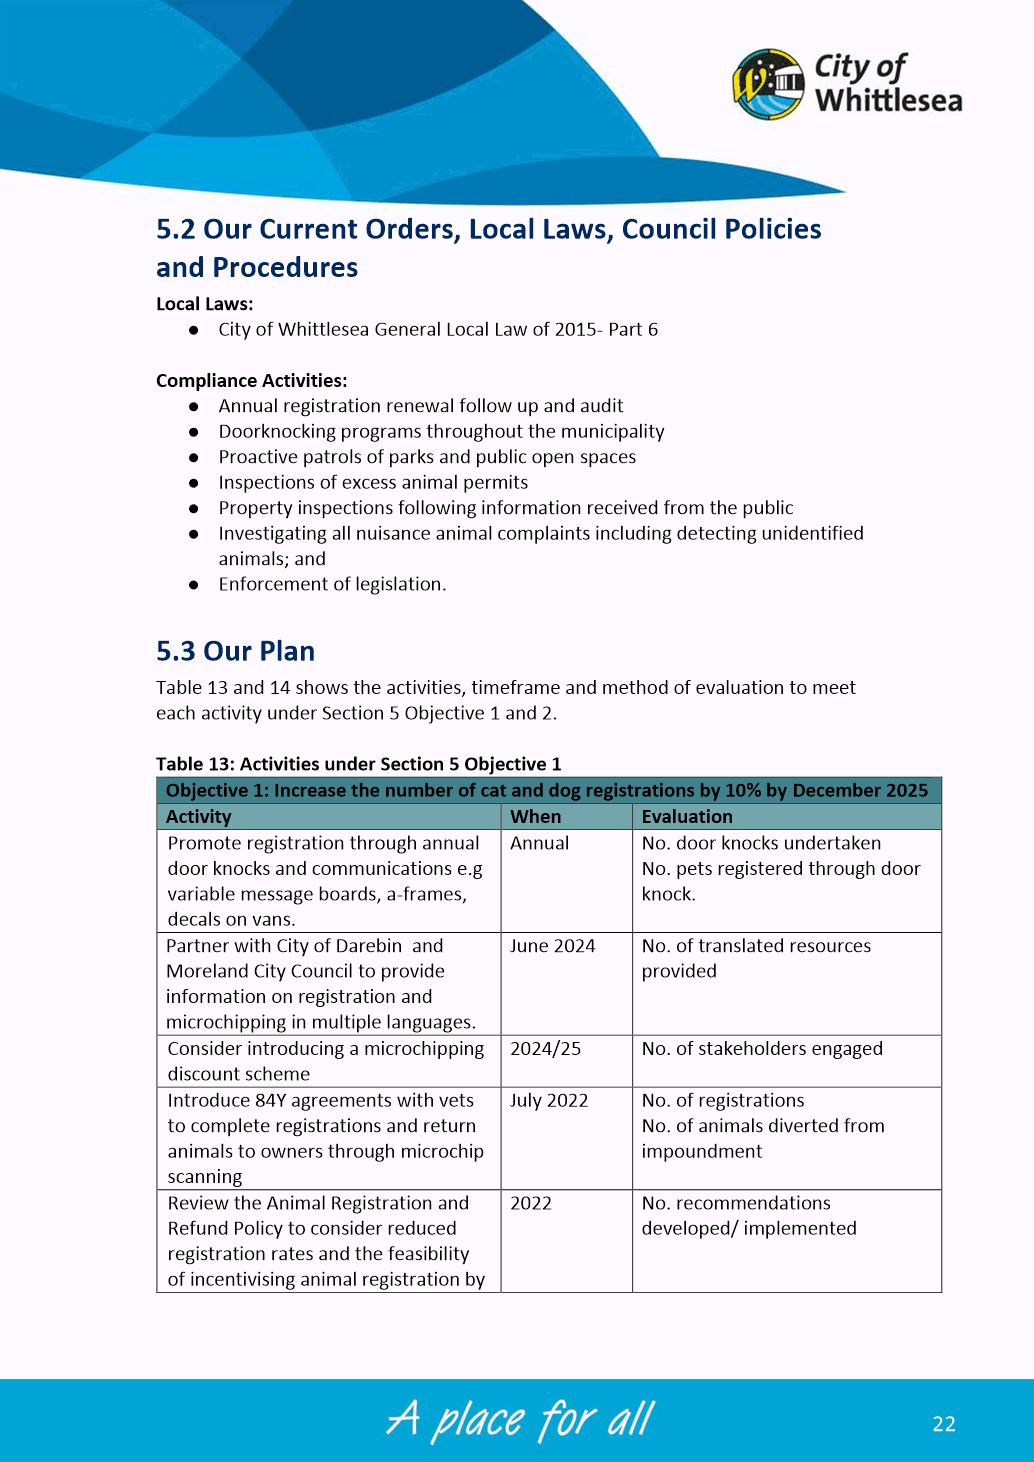 City of
Whittlesea
5.2 Our Current Orders, Local Laws, Council Policies
and Procedures
Local Laws:
● City of Whittlesea General Local Law of 2015- Part 6
Compliance Activities:
● Annual registration renewal follow up and audit
● Doorknocking programs throughout the municipality
● Proactive patrols of parks and public open spaces
● Inspections of excess animal permits
● Property inspections following information received from the public
● Investigating all nuisance animal complaints including detecting unidentified
animals; and
● Enforcement of legislation.
5.3 Our Plan
Table 13 and 14 shows the activities, timeframe and method of evaluation to meet
each activity under Section 5 Objective 1 and 2.
Table 13: Activities under Section 5 Objective 1
Objective 1: Increase the number of cat and dog registrations by 10% by December 2025
Activity When Evaluation
Promote registration through annual Annual No. door knocks undertaken
door knocks and communications e.g No. pets registered through door
variable message boards, a-frames, knock.
decals on vans.
Partner with City of Darebin and June 2024 No. of translated resources
Moreland City Council to provide provided
information on registration and
microchipping in multiple languages.
Consider introducing a microchipping 2024/25 No. of stakeholders engaged
discount scheme
Introduce 84Y agreements with vets July 2022 No. of registrations
to complete registrations and return No. of animals diverted from
animals to owners through microchip impoundment
scanning
Review the Animal Registration and 2022 No. recommendations
Refund Policy to consider reduced developed/ implemented
registration rates and the feasibility
of incentivising animal registration by
A place for all
22